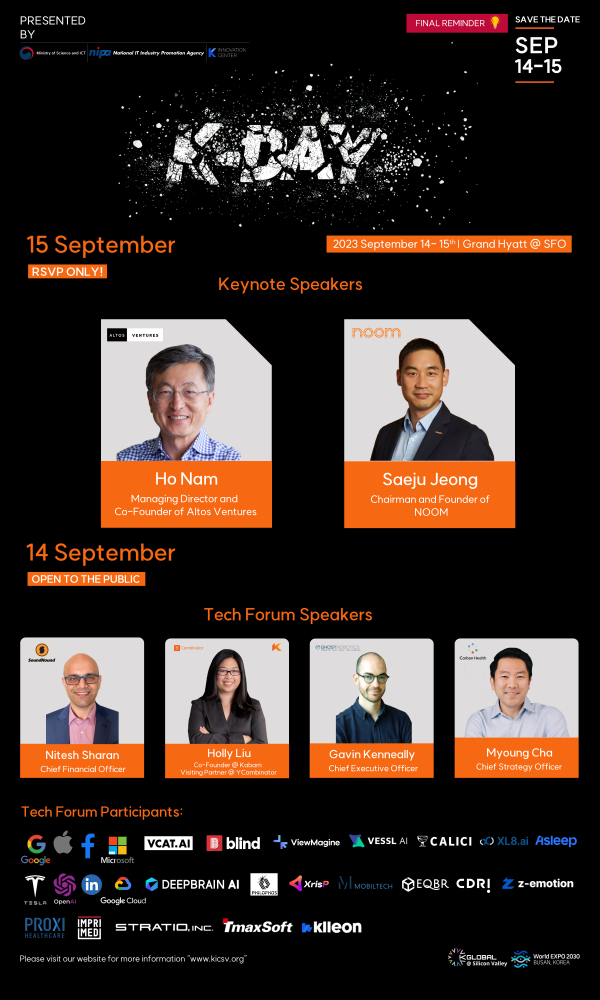 PRESENTED
BY
Ministry of Science and ICT
nipa National IT Industry Promotion Agency
K INNOVATION
CENTER
FINAL REMINDER
SAVE THE DATE
SEP
14-15
K-DAY
15 September
2023 September 14- 15th | Grand Hyatt @ SFO
RSVP ONLY!
Keynote Speakers
ALTOS VENTURES
noom
Ho Nam
Managing Director and
Co-Founder of Altos Ventures
Saeju Jeong
Chairman and Founder of
NOOM
14 September
OPEN TO THE PUBLIC
Tech Forum Speakers
SoundHound
Combinator
K
GHOST ROBOTICS
Carbon Health
Nitesh Sharan
Chief Financial Officer
Holly Liu
Co-Founder @ Kabam
Visiting Partner @ YCombinator
Gavin Kenneally
Chief Executive Officer
Myoung Cha
Chief Strategy Officer
Tech Forum Participants:
Google
Microsoft
VCAT.AI
blind
ViewMagine
VESSL AI
CALICI
XL8.ai
Asleep
TESLA
OpenAI
in
Google Cloud
DEEPBRAIN AI
PHILOPHOS
XrisP
MOBILTECH
EQBR
CDRI
z-emotion
PROXI
HEALTHCARE
IMPRI
MED
STRATIO, INC.
TmaxSoft
klleon
Please visit our website for more information "www.kicsv.org"
K-GLOBAL
@ Silicon Valley
World EXPO 2030
BUSAN, KOREA